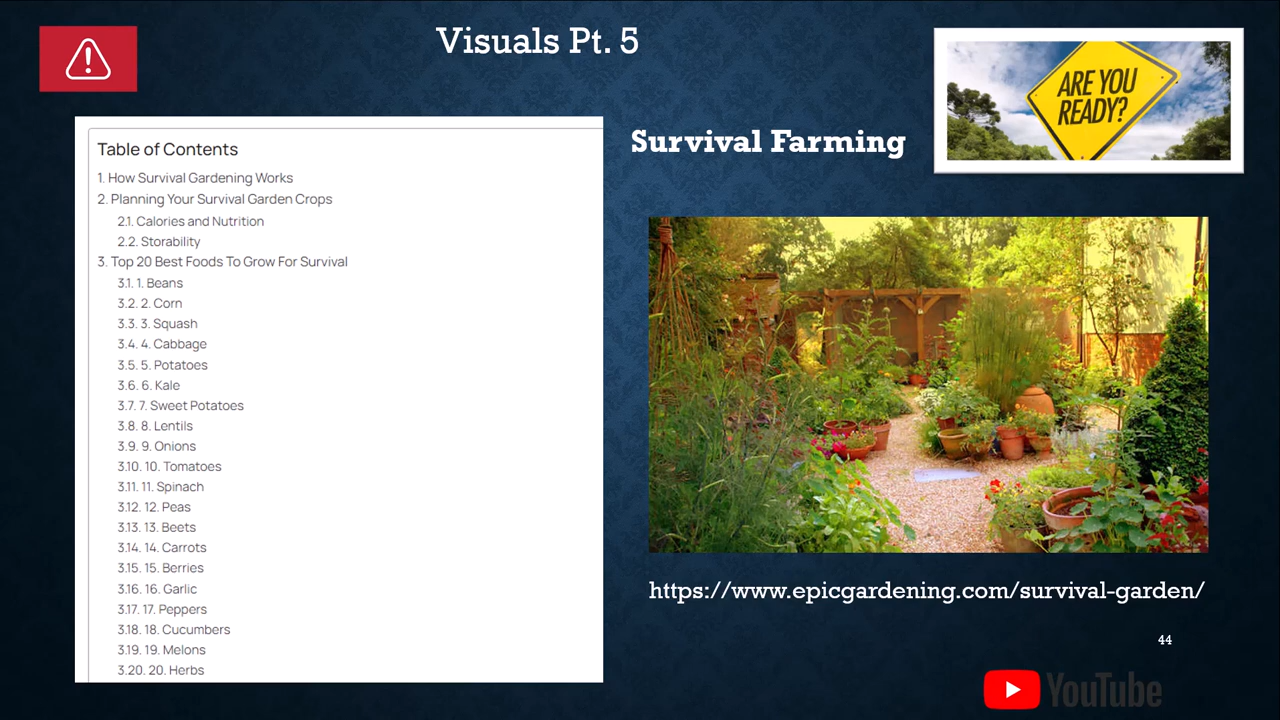 Visuals Pt. 5
ARE YOU
READY?
Survival Farming
Table of Contents
1. How Survival Gardening Works
2. Planning Your Survival Garden Crops
2.1. Calories and Nutrition
2.2. Storability
3. Top 20 Best Foods To Grow For Survival
3.1. 1. Beans
3.2. 2. Corn
3.3. 3. Squash
3.4. 4. Cabbage
3.5. 5. Potatoes
3.6. 6. Kale
3.7. 7. Sweet Potatoes
3.8. 8. Lentils
3.9. 9. Onions
3.10. 10. Tomatoes
3.11. 11. Spinach
3.12. 12. Peas
3.13. 13. Beets
3.14. 14. Carrots
3.15. 15. Berries
3.16. 16. Garlic
3.17. 17. Peppers
3.18. 18. Cucumbers
3.19. 19. Melons
3.20. 20. Herbs
https://www.epicgardening.com/survival-garden/
44
YouTube